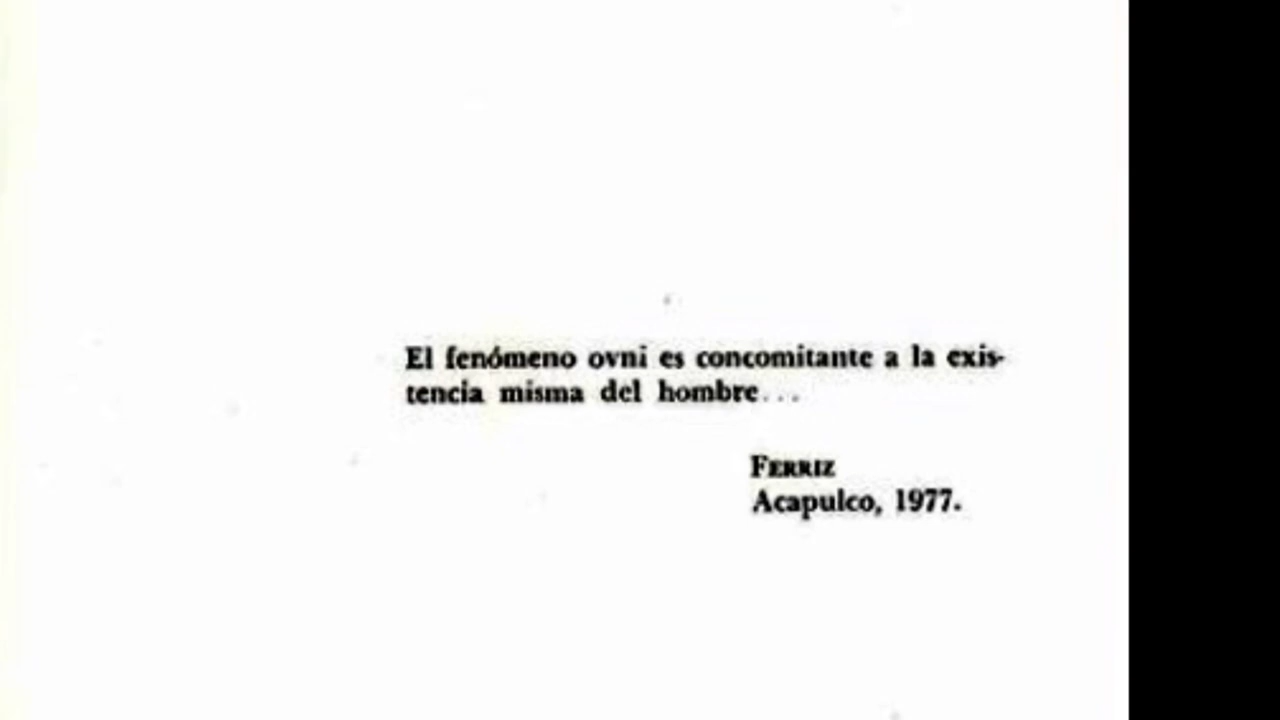 El fenómeno ovni es concomitante a la exis-
tencia misma del hombre...
FERRIZ
Acapulco, 1977.